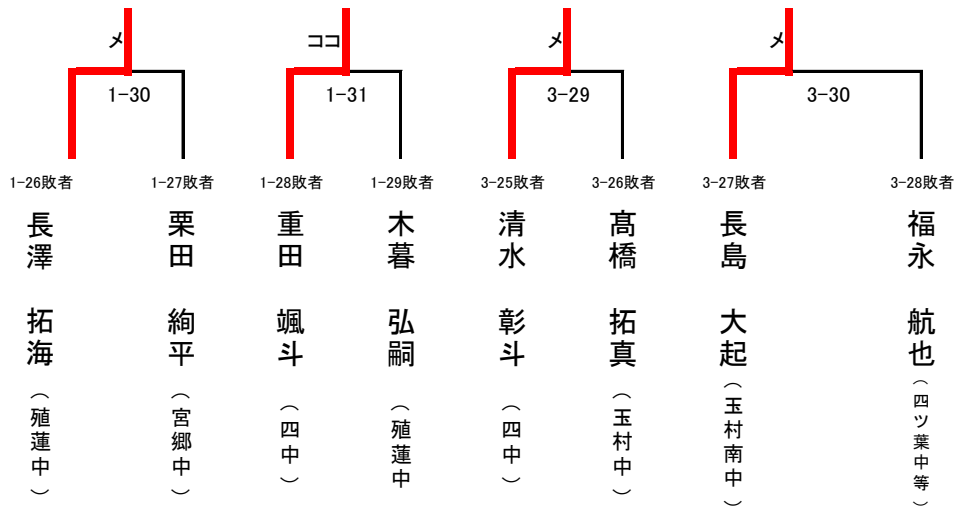 メ
ココ
メ
メ
1-30
1-31
3-29
3-30
1-26敗者
1-27敗者
1-28敗者
1-29敗者
3-25敗者
3-26敗者
3-27敗者
3-28敗者
長澤 拓海（殖蓮中）
栗田 絢平（宮郷中）
重田 颯斗（四中）
木暮 弘嗣（殖蓮中
清水 彰斗（四中）
髙橋 拓真（玉村中）
長島 大起（玉村南中）
福永 航也（四ツ葉中等）